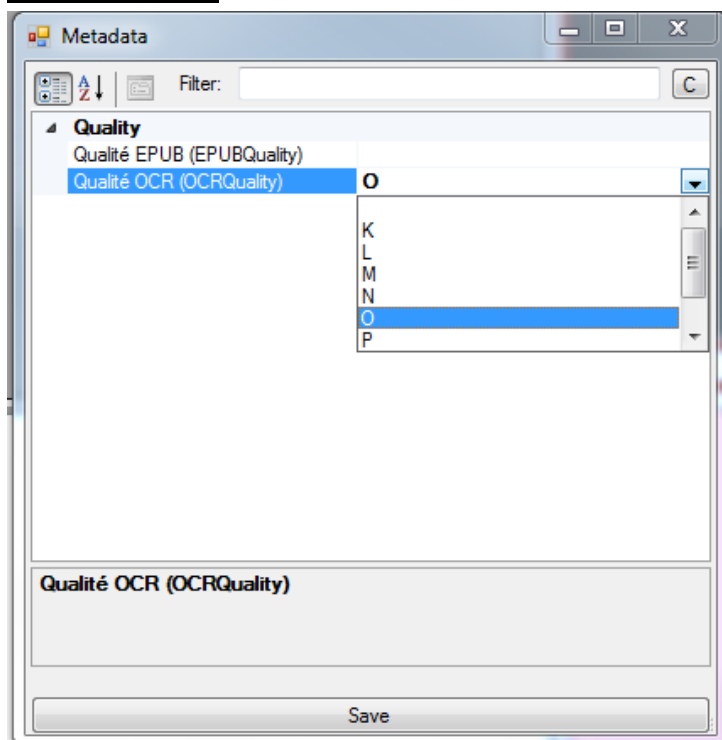 Metadata
X
A
Z
Filter:
C
Quality
Qualité EPUB (EPUBQuality)
Qualité OCR (OCRQuality) O
K
L
M
N
O
P
Qualité OCR (OCRQuality)
Save